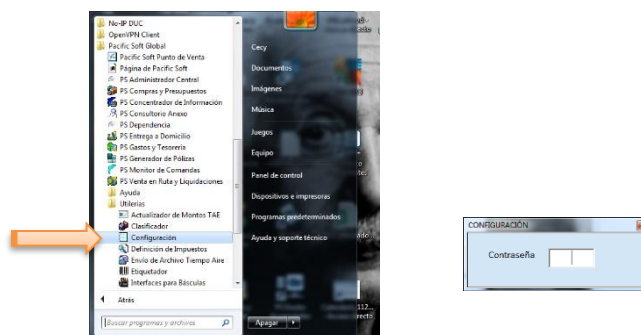 No-IP DUC
OpenVPN Client
Pacific Soft Global
Pacific Soft Punto de Venta
Página de Pacific Soft
PS Administrador Central
PS Compras y Presupuestos
PS Concentrador de Información
PS Consultorio Anexo
PS Dependencia
PS Entrega a Domicilio
PS Gastos y Tesoreria
PS Generador de Pólizas
PS Monitor de Comandas
PS Venta en Ruta y Liquidaciones
Ayuda
Utilerias
Actualizador de Montos TAE
Clasificador
Configuración
Definición de Impuestos
Envío de Archivo Tiempo Aire
Etiquetador
Interfaces para Básculas
Atrás
Buscar programas y archivos
Cecy
Documentos
Imágenes
Música
Juegos
Equipo
Panel de control
Dispositivos e impresoras
Programas predeterminados
Ayuda y soporte técnico
Apagar
CONFIGURACIÓN
Contraseña